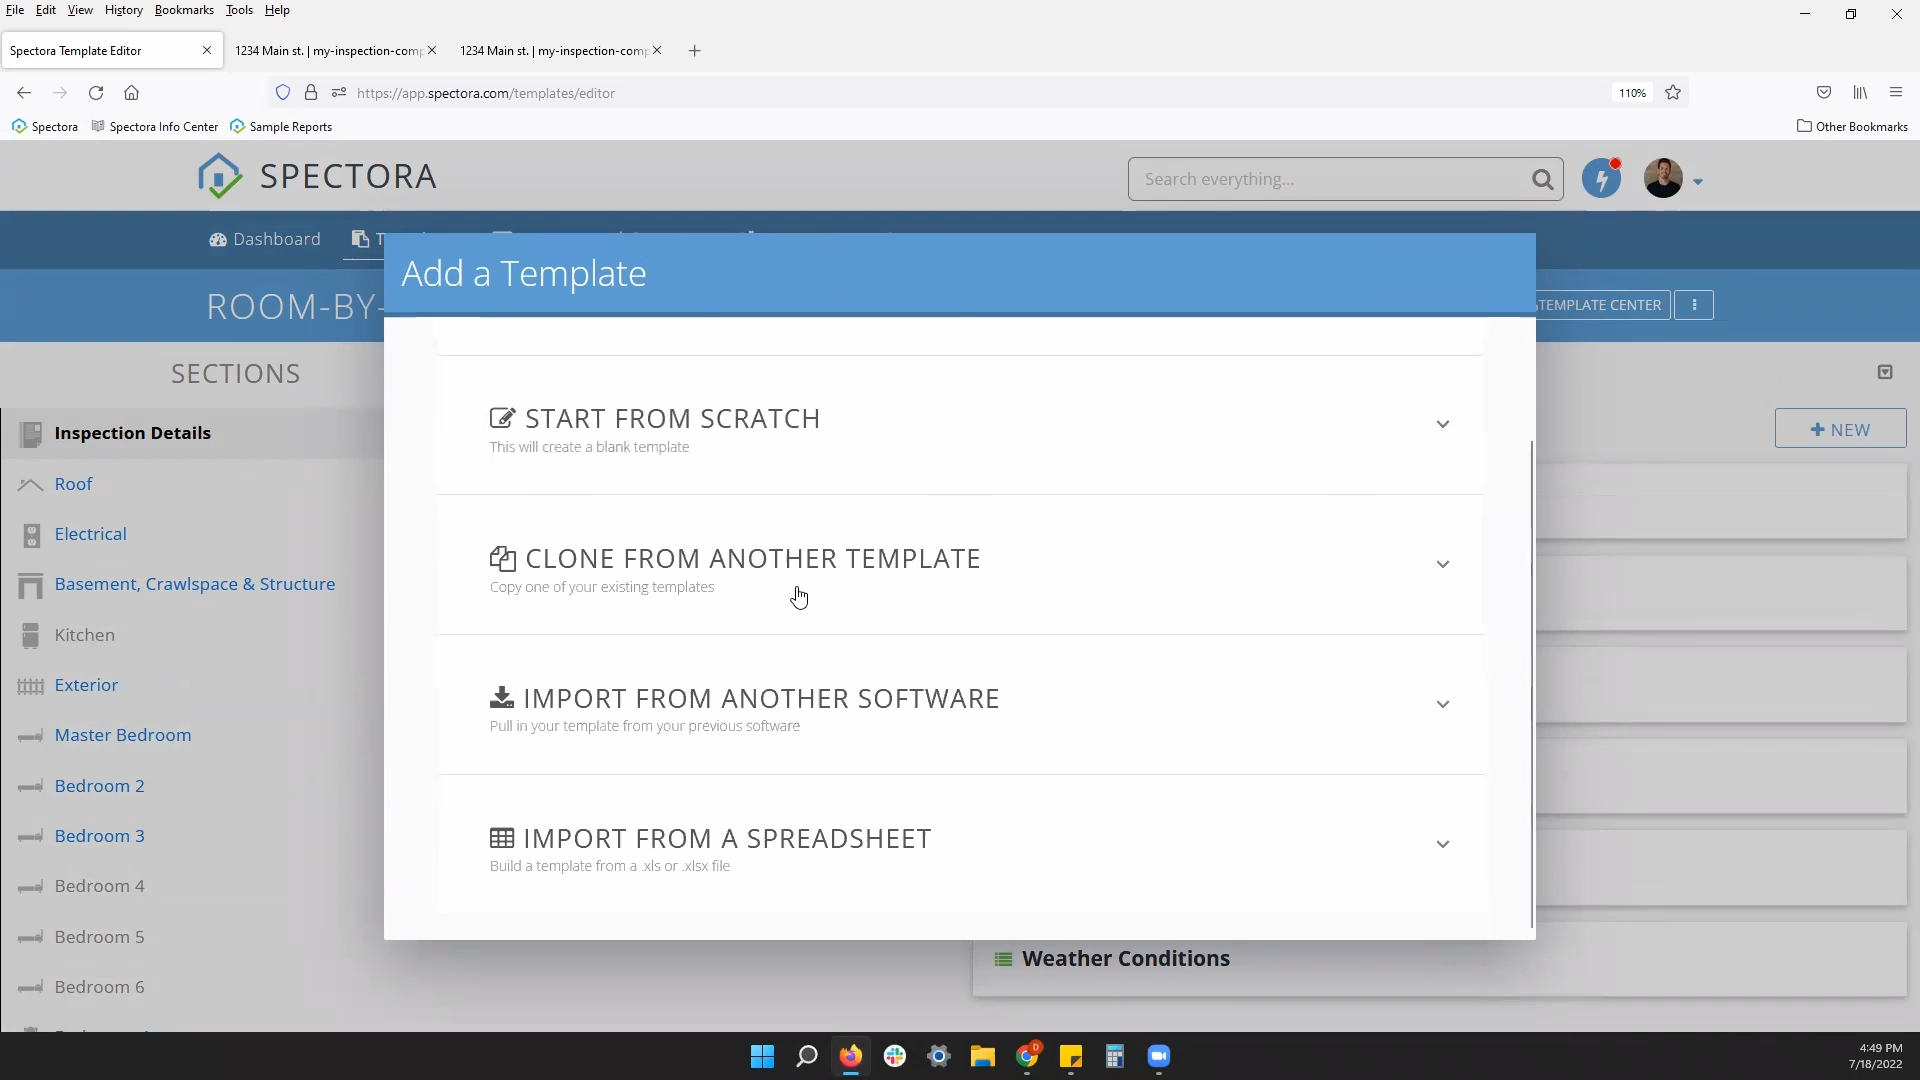 File Edit View History Bookmarks Tools Help
Spectora Template Editor
1234 Main st. | my-inspection-comp
1234 Main st. | my-inspection-comp
https://app.spectora.com/templates/editor
110%
Spectora
Spectora Info Center
Sample Reports
Other Bookmarks
SPECTORA
Search everything...
Dashboard
T
Add a Template
ROOM-BY-
TEMPLATE CENTER
SECTIONS
Inspection Details
Roof
Electrical
Basement, Crawlspace & Structure
Kitchen
Exterior
Master Bedroom
Bedroom 2
Bedroom 3
Bedroom 4
Bedroom 5
Bedroom 6
START FROM SCRATCH
This will create a blank template
CLONE FROM ANOTHER TEMPLATE
Copy one of your existing templates
IMPORT FROM ANOTHER SOFTWARE
Pull in your template from your previous software
IMPORT FROM A SPREADSHEET
Build a template from a .xls or .xlsx file
+ NEW
Weather Conditions
4:49 PM
7/18/2022